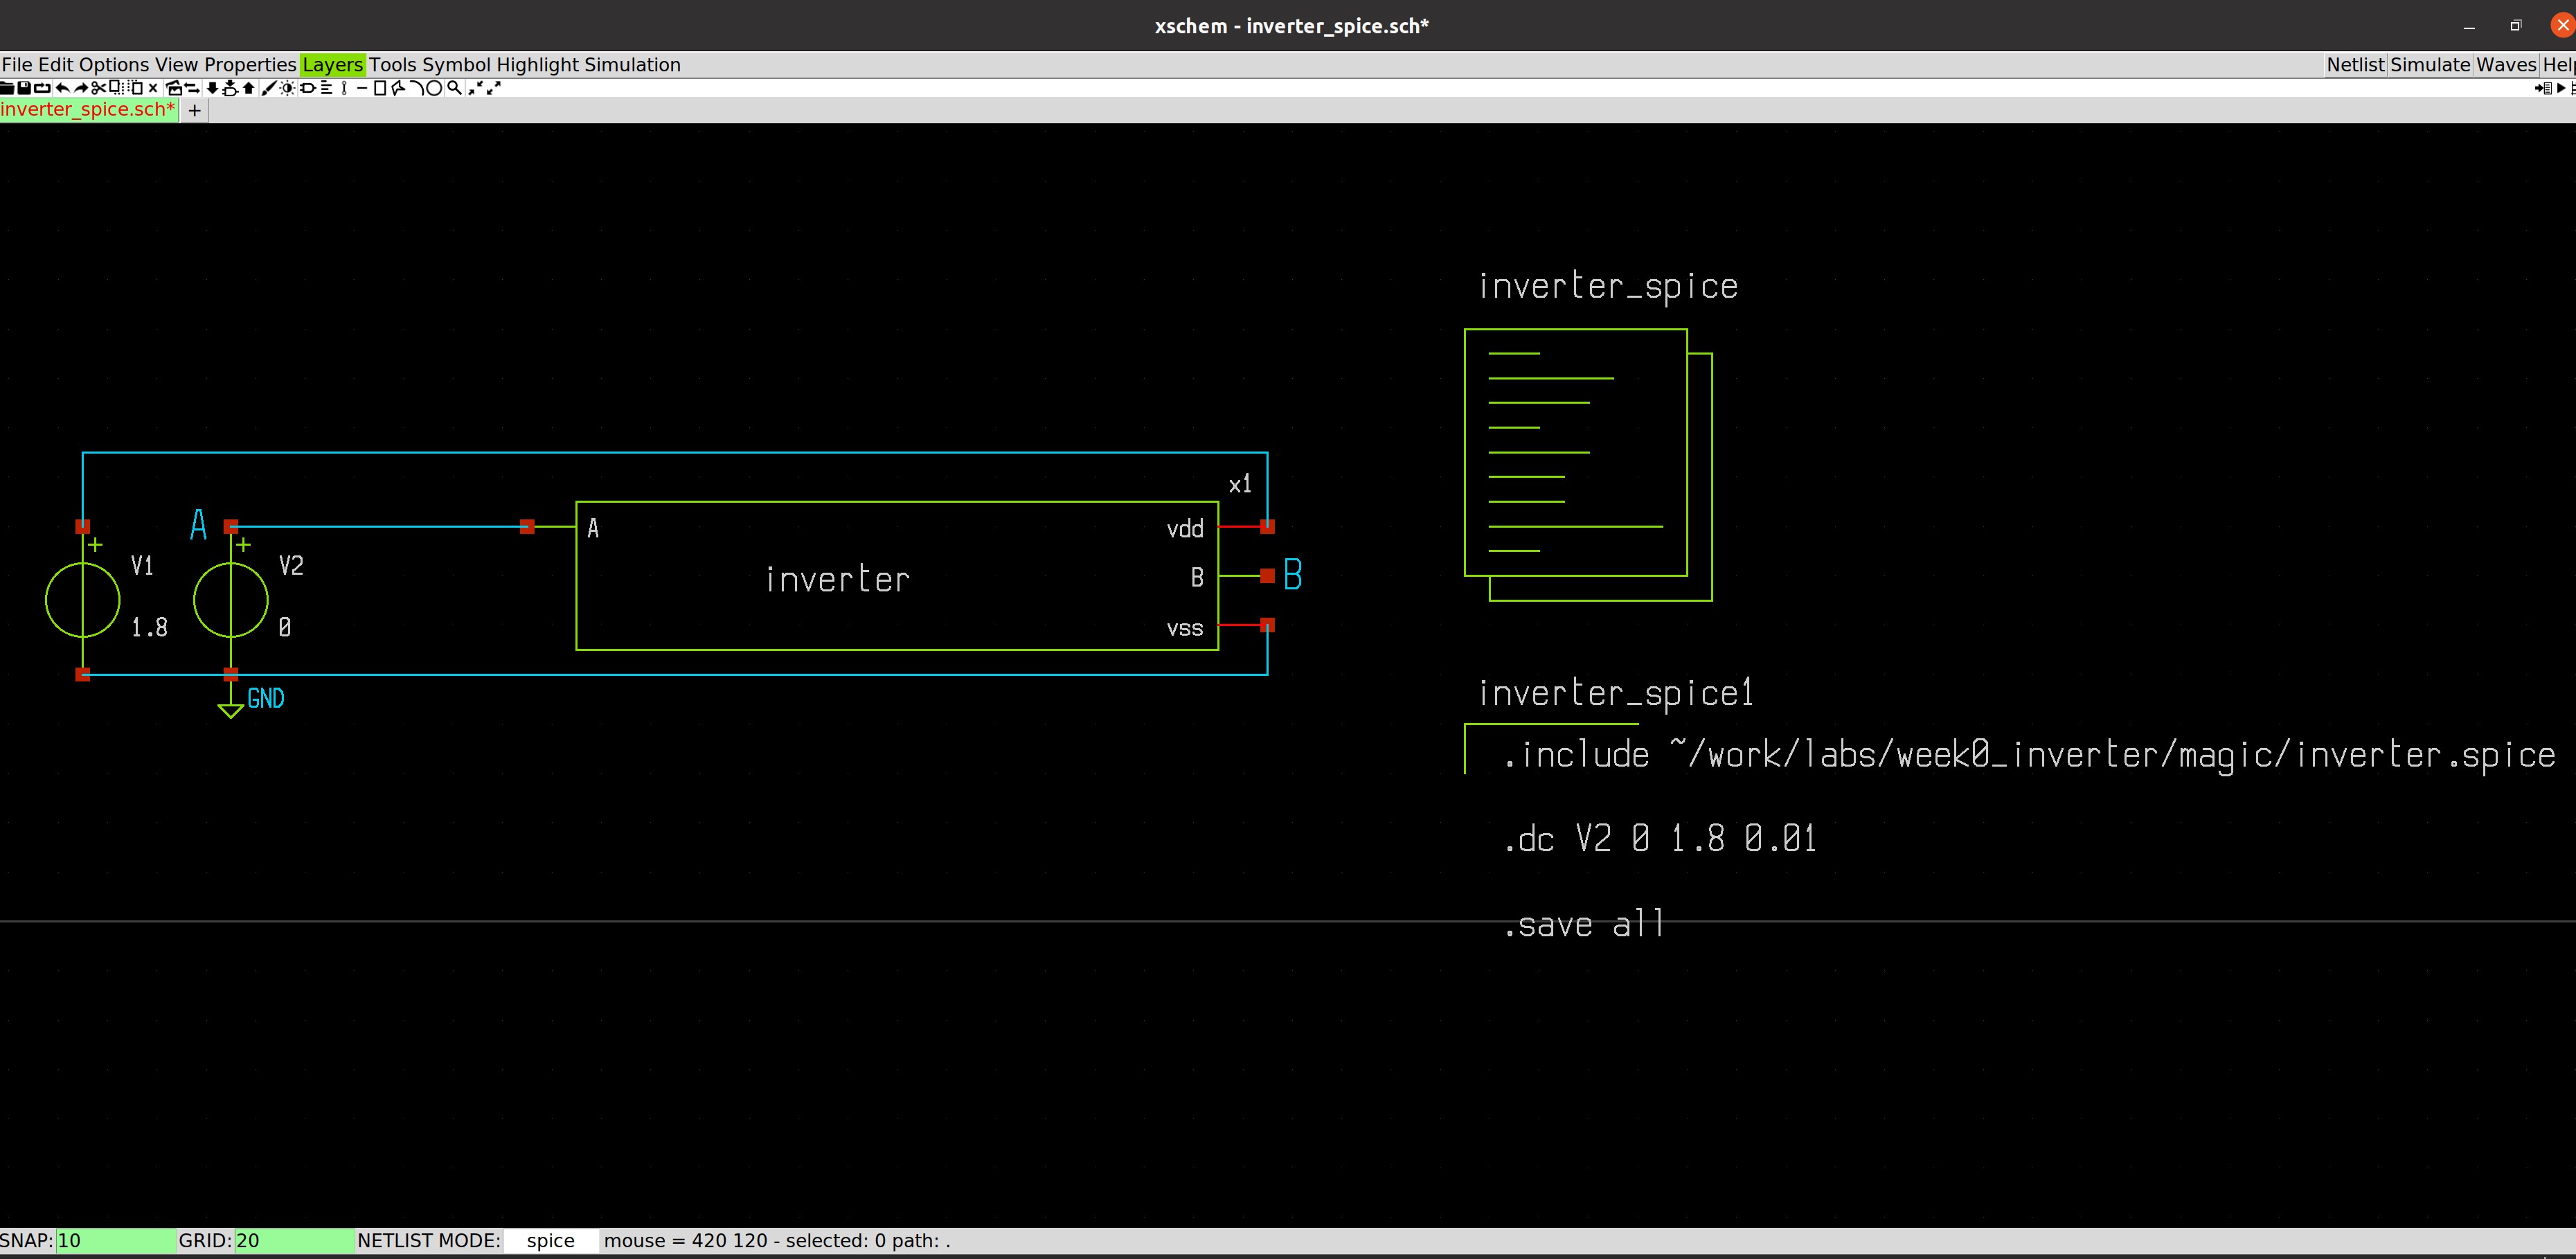 xschem - inverter_spice.sch*
File Edit Options View Properties Layers Tools Symbol Highlight Simulation Netlist Simulate Waves Help
inverter_spice.sch* +
inverter_spice
x1
A + A vdd
+ V1 V2 inverter B B
1.8 0 vss
GND
inverter_spice1
.include ~/work/labs/week0_inverter/magic/inverter.spice
.dc V2 0 1.8 0.01
.save all
SNAP: 10 GRID: 20 NETLIST MODE: spice mouse = 420 120 - selected: 0 path: .